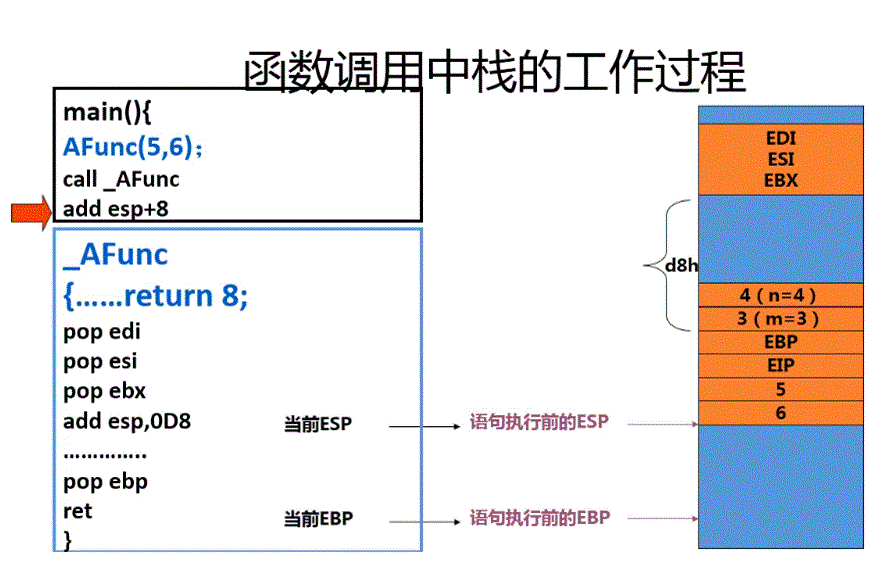 函数调用中栈的工作过程
main(){
AFunc(5,6);
call _AFunc
add esp+8
_AFunc
{……return 8;
pop edi
pop esi
pop ebx
add esp,0D8
…………..
pop ebp
ret
}
当前ESP
语句执行前的ESP
当前EBP
语句执行前的EBP
d8h
EDI
ESI
EBX
4（n=4）
3（m=3）
EBP
EIP
5
6